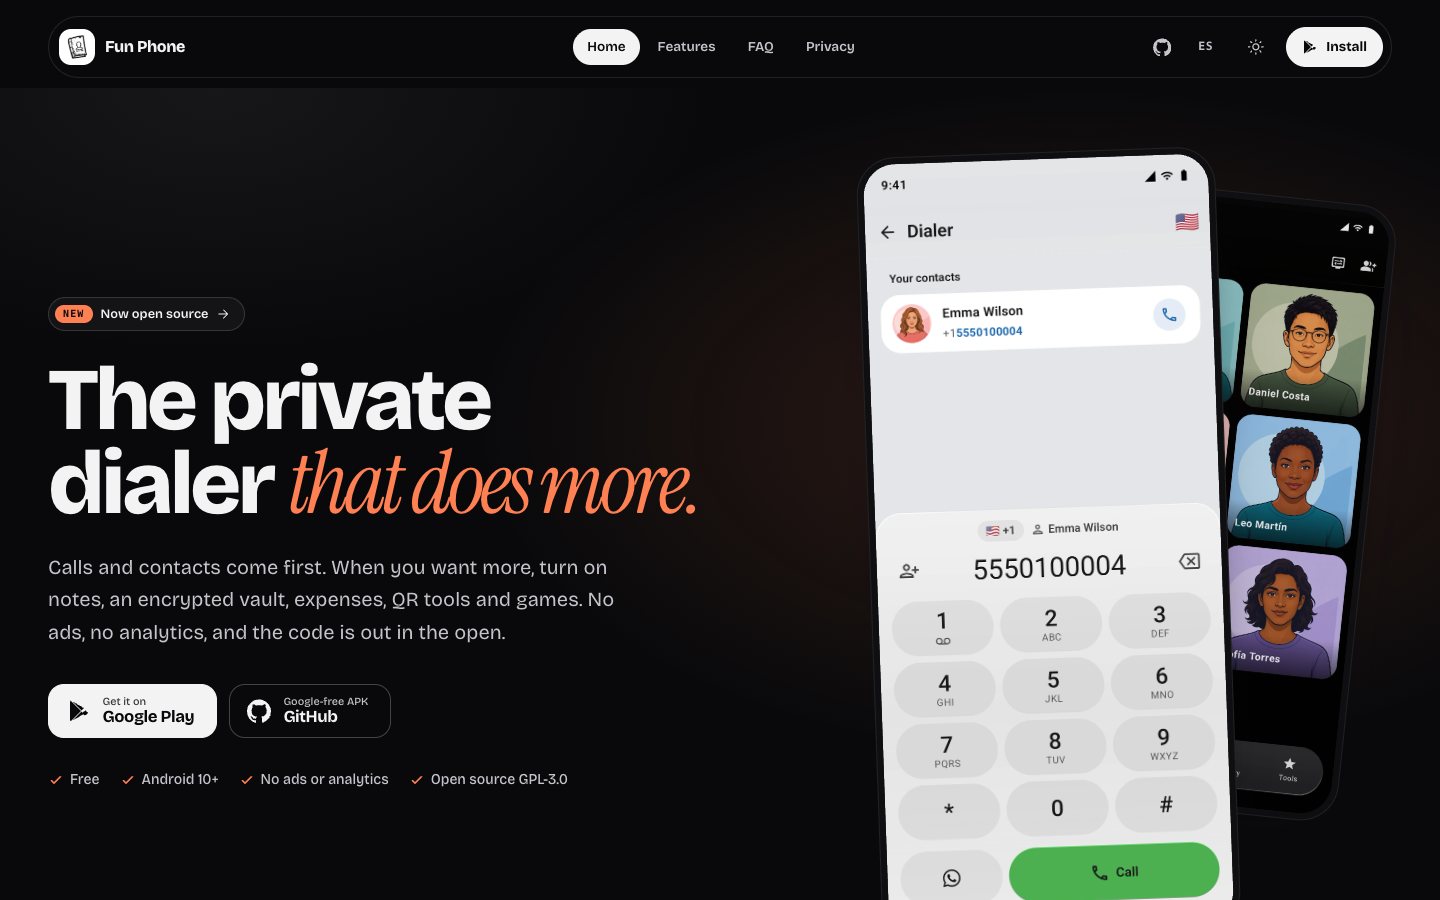 Fun Phone
Home
Features
FAQ
Privacy
ES
Install
NEW Now open source →
The private
dialer that does more.
Calls and contacts come first. When you want more, turn on
notes, an encrypted vault, expenses, QR tools and games. No
ads, no analytics, and the code is out in the open.
Get it on
Google Play
Google-free APK
GitHub
Free
Android 10+
No ads or analytics
Open source GPL-3.0
9:41
Dialer
Your contacts
Emma Wilson
+15550100004
+1 Emma Wilson
5550100004
1
2 ABC
3 DEF
4 GHI
5 JKL
6 MNO
7 PQRS
8 TUV
9 WXYZ
*
0
#
Call
Daniel Costa
Leo Martín
fía Torres
y
Tools